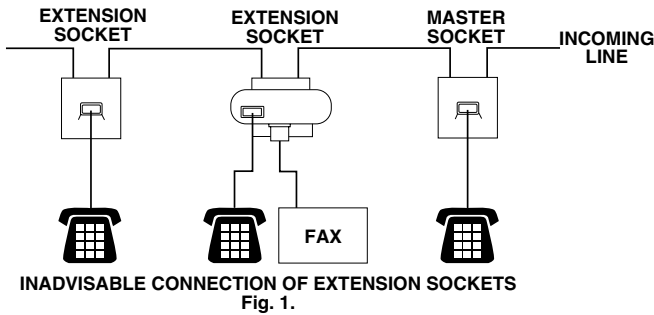 EXTENSION
SOCKET
EXTENSION
SOCKET
MASTER
SOCKET
INCOMING
LINE
FAX
INADVISABLE CONNECTION OF EXTENSION SOCKETS
Fig. 1.